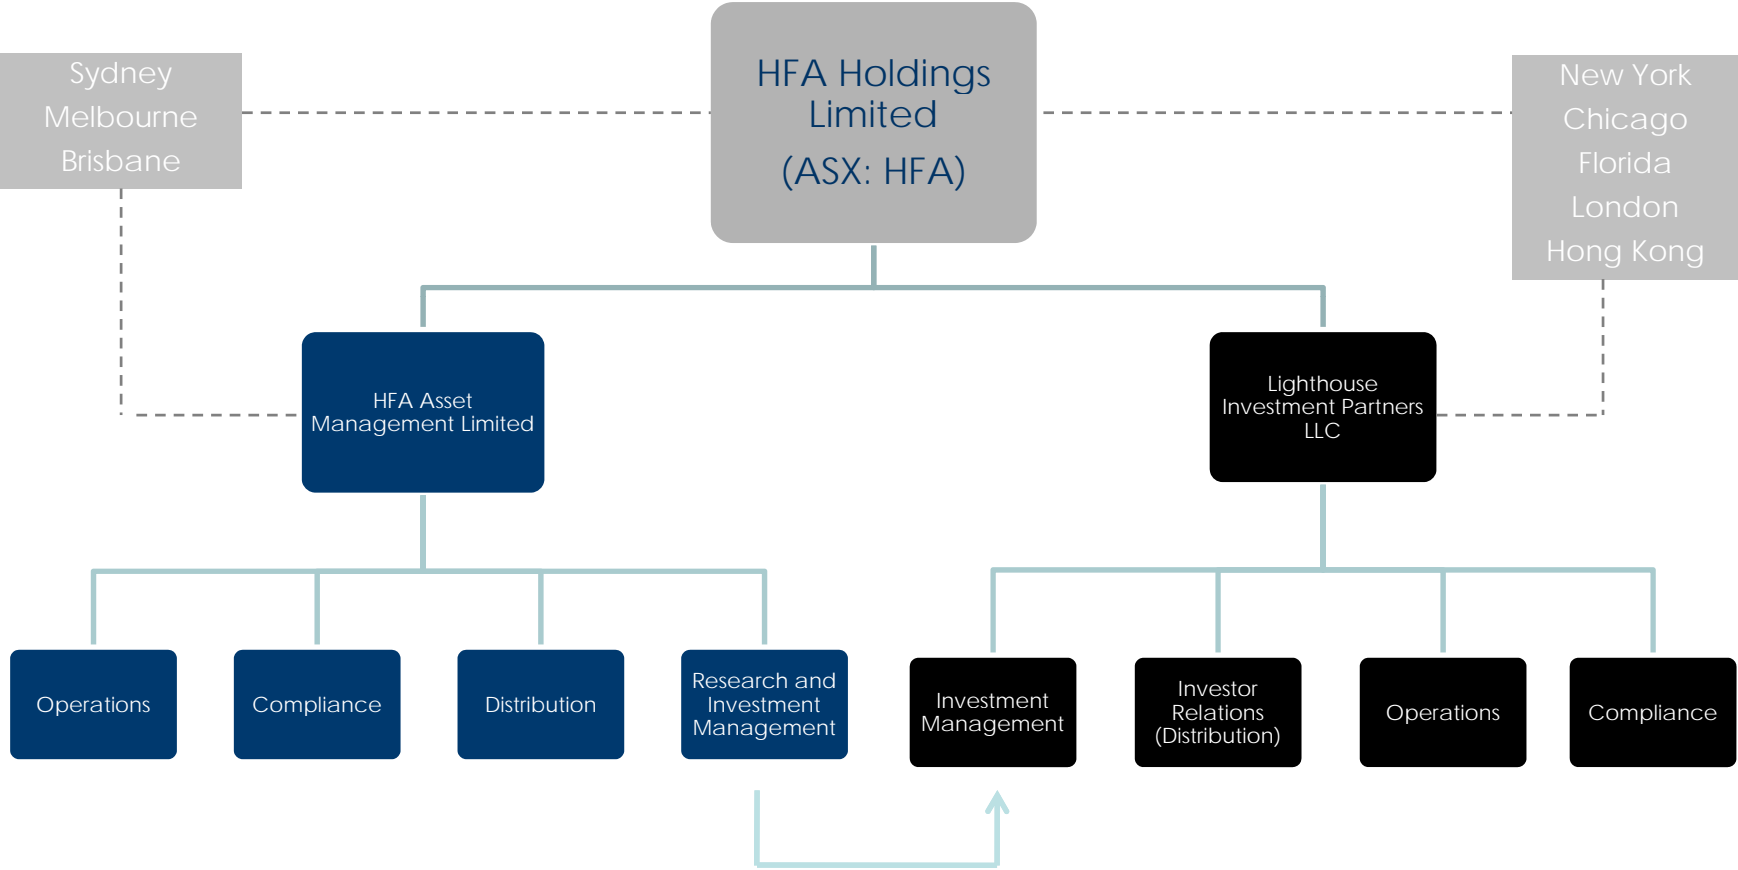 HFA Holdings
Limited
(ASX: HFA)
Sydney
Melbourne
Brisbane
New York
Chicago
Florida
London
Hong Kong
HFA Asset
Management Limited
Lighthouse
Investment Partners
LLC
Operations
Compliance
Distribution
Research and
Investment
Management
Investment
Management
Investor
Relations
(Distribution)
Operations
Compliance